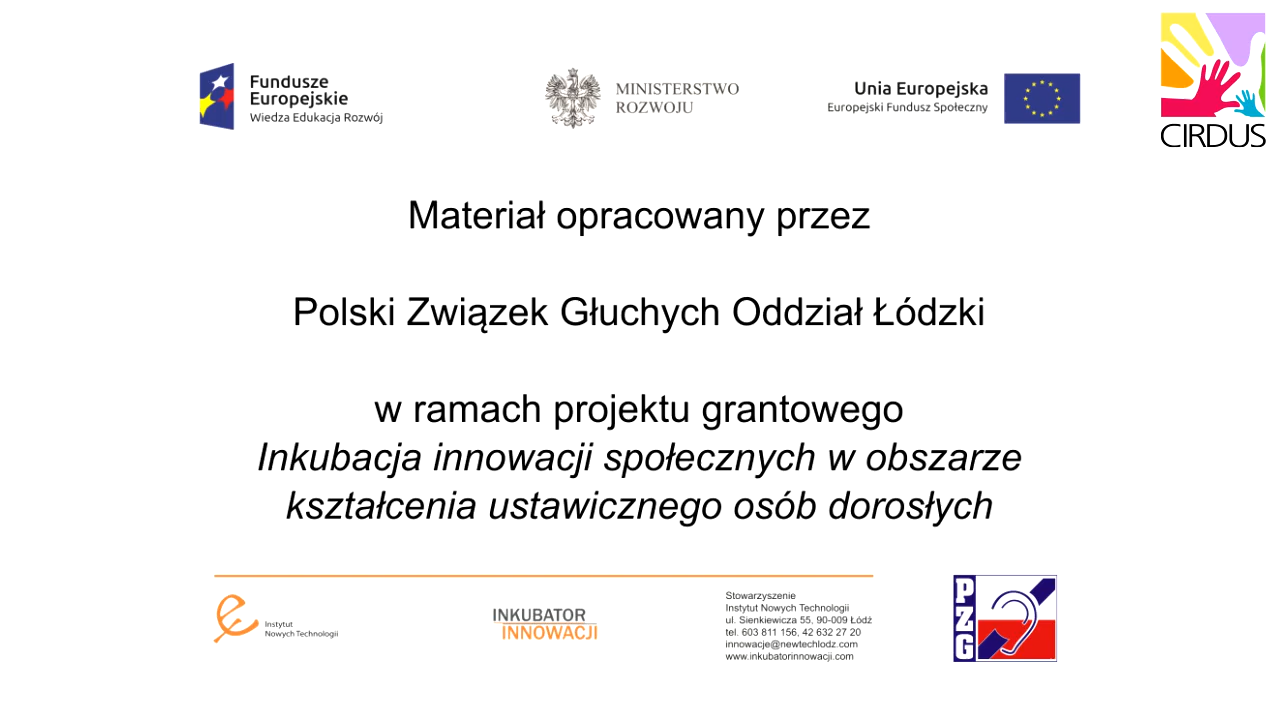 Fundusze
Europejskie
Wiedza Edukacja Rozwój
MINISTERSTWO
ROZWOJU
Unia Europejska
Europejski Fundusz Społeczny
CIRDUS
Materiał opracowany przez
Polski Związek Głuchych Oddział Łódzki
w ramach projektu grantowego
Inkubacja innowacji społecznych w obszarze
kształcenia ustawicznego osób dorosłych
Instytut
Nowych Technologii
INKUBATOR
INNOWACJI
Stowarzyszenie
Instytut Nowych Technologii
ul. Sienkiewicza 55, 90-009 Łódź
tel. 603 811 156, 42 632 27 20
innowacje@newtechlodz.com
www.inkubatorinnowacji.com
PZG